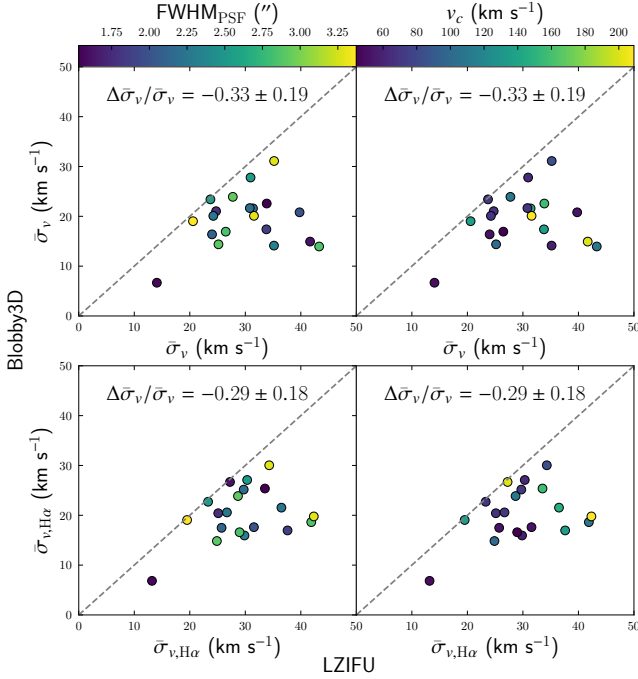 FWHM_PSF (″) v_c (km s⁻¹)
1.75 2.00 2.25 2.50 2.75 3.00 3.25 60 80 100 120 140 160 180 200
50
40
30
20
10
0
σ̄_v (km s⁻¹)
Δσ̄_v/σ̄_v = −0.33 ± 0.19
Δσ̄_v/σ̄_v = −0.33 ± 0.19
0 10 20 30 40 50 10 20 30 40 50
σ̄_v (km s⁻¹) σ̄_v (km s⁻¹)
Blobby3D
50
40
30
20
10
0
σ̄_v,Hα (km s⁻¹)
Δσ̄_v/σ̄_v = −0.29 ± 0.18
Δσ̄_v/σ̄_v = −0.29 ± 0.18
0 10 20 30 40 50 10 20 30 40 50
σ̄_v,Hα (km s⁻¹) σ̄_v,Hα (km s⁻¹)
LZIFU